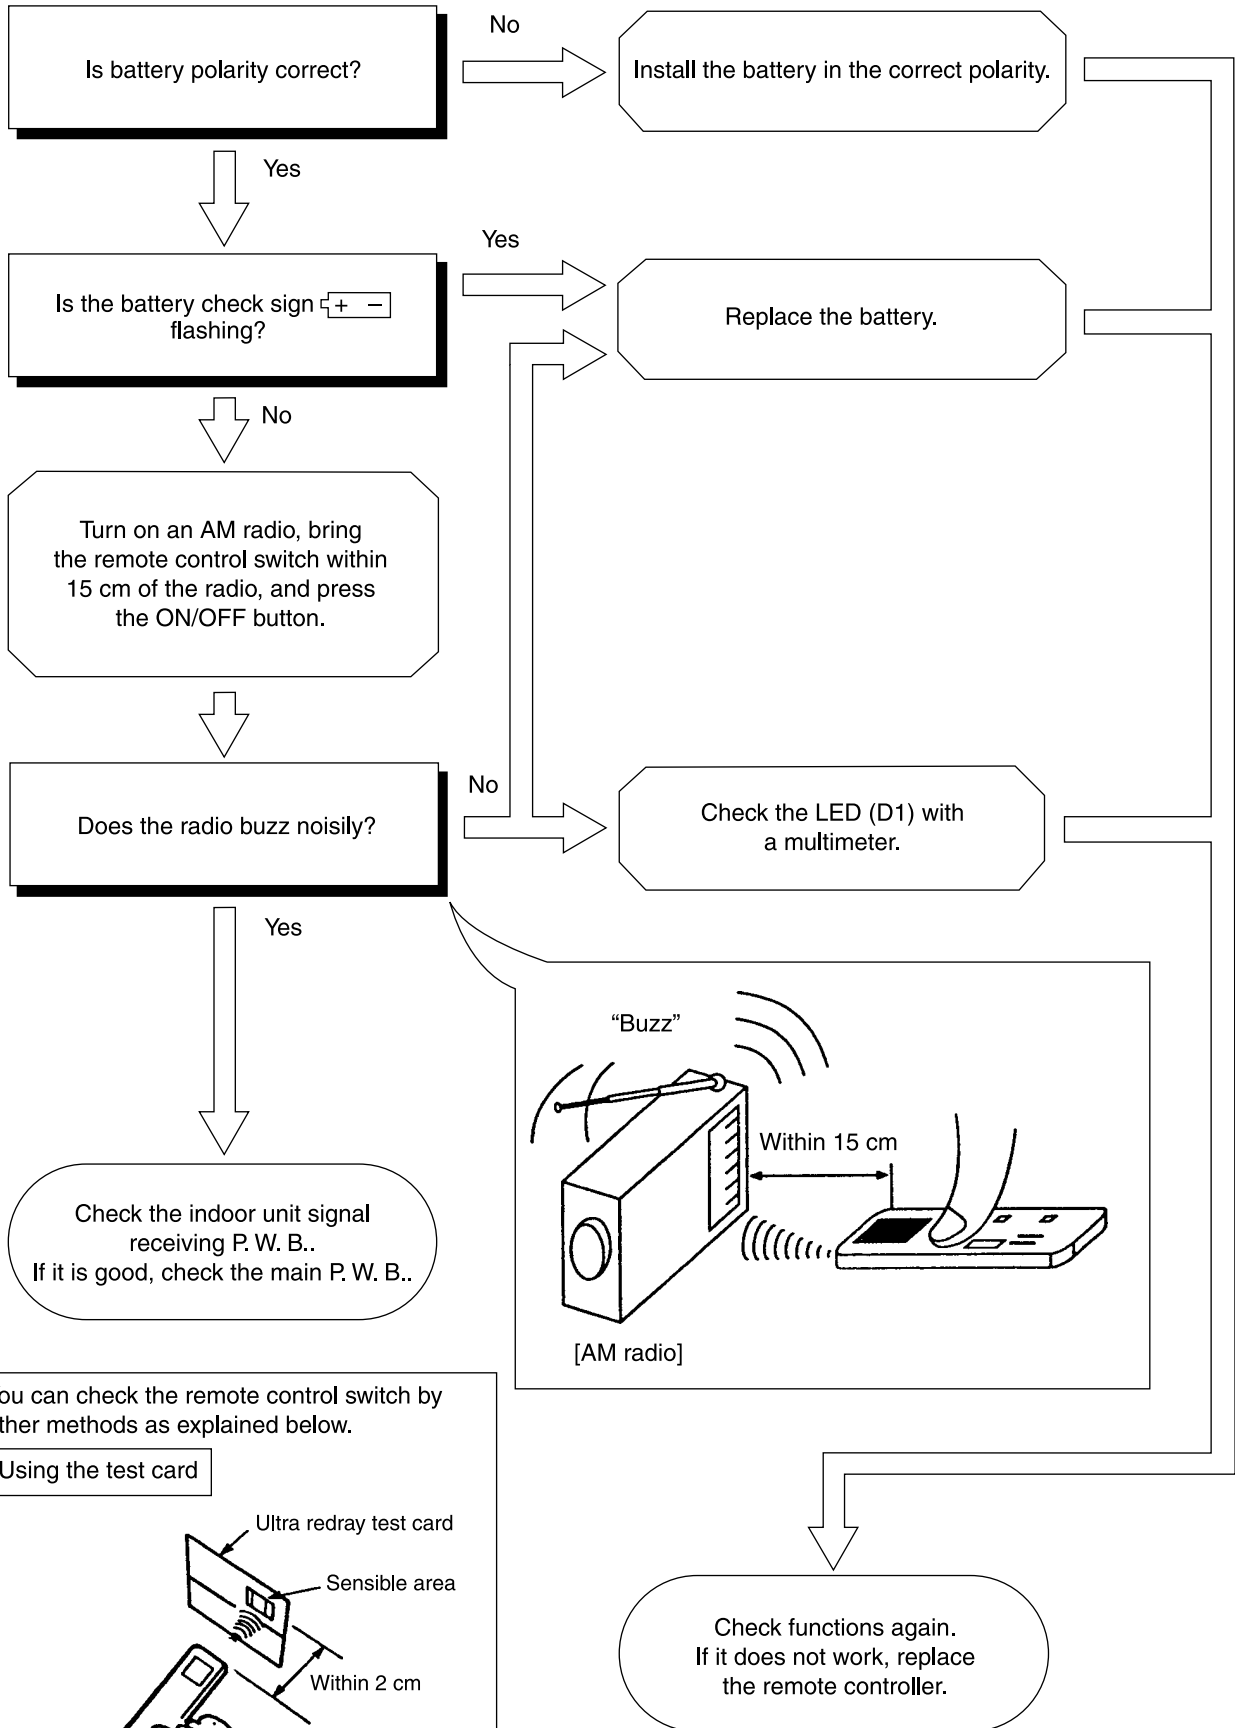 Is battery polarity correct?
No
Install the battery in the correct polarity.
Yes
Is the battery check sign + −
flashing?
Yes
Replace the battery.
No
Turn on an AM radio, bring
the remote control switch within
15 cm of the radio, and press
the ON/OFF button.
Does the radio buzz noisily?
No
Check the LED (D1) with
a multimeter.
Yes
“Buzz”
Within 15 cm
[AM radio]
Check the indoor unit signal
receiving P. W. B..
If it is good, check the main P. W. B..
ou can check the remote control switch by
ther methods as explained below.
Using the test card
Ultra redray test card
Sensible area
Within 2 cm
Check functions again.
If it does not work, replace
the remote controller.